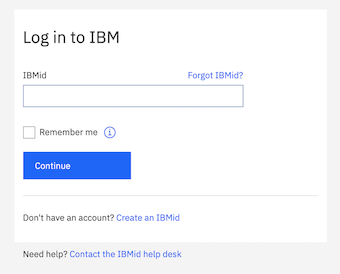 Log in to IBM
IBMid Forgot IBMid?
Remember me
Continue
Don't have an account? Create an IBMid
Need help? Contact the IBMid help desk